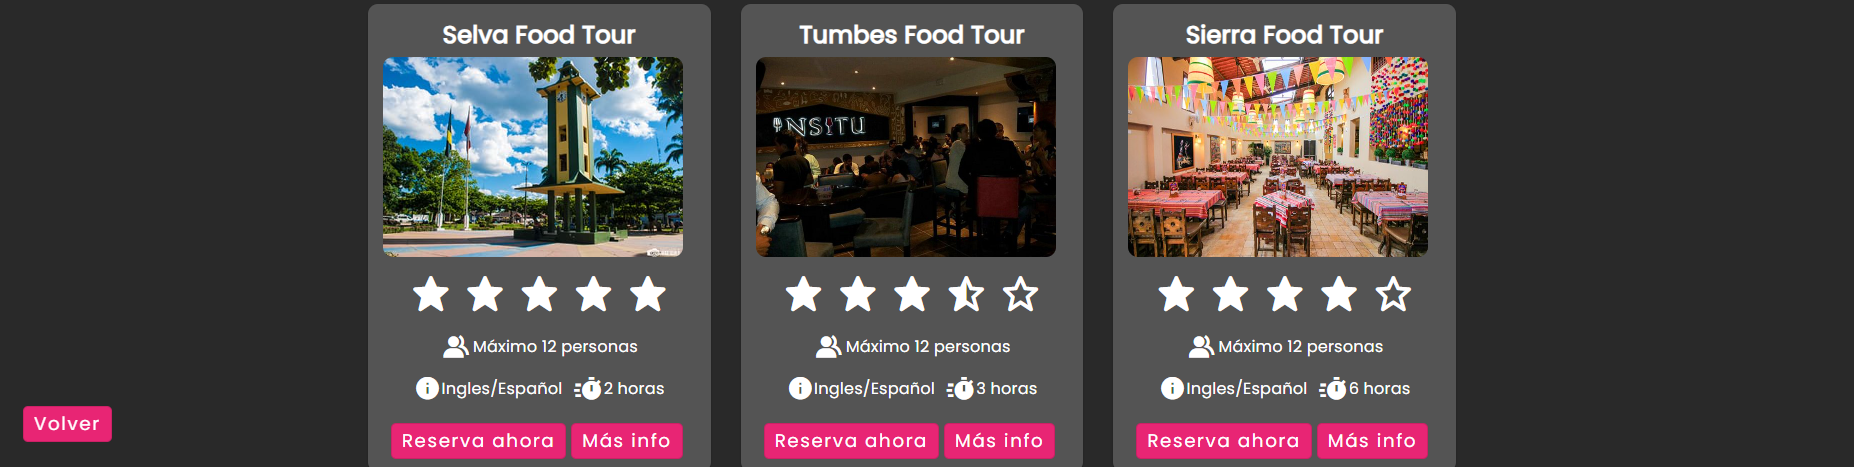 Selva Food Tour
Tumbes Food Tour
Sierra Food Tour
INSITU
Máximo 12 personas
Máximo 12 personas
Máximo 12 personas
Ingles/Español 2 horas
Ingles/Español 3 horas
Ingles/Español 6 horas
Volver
Reserva ahora Más info
Reserva ahora Más info
Reserva ahora Más info